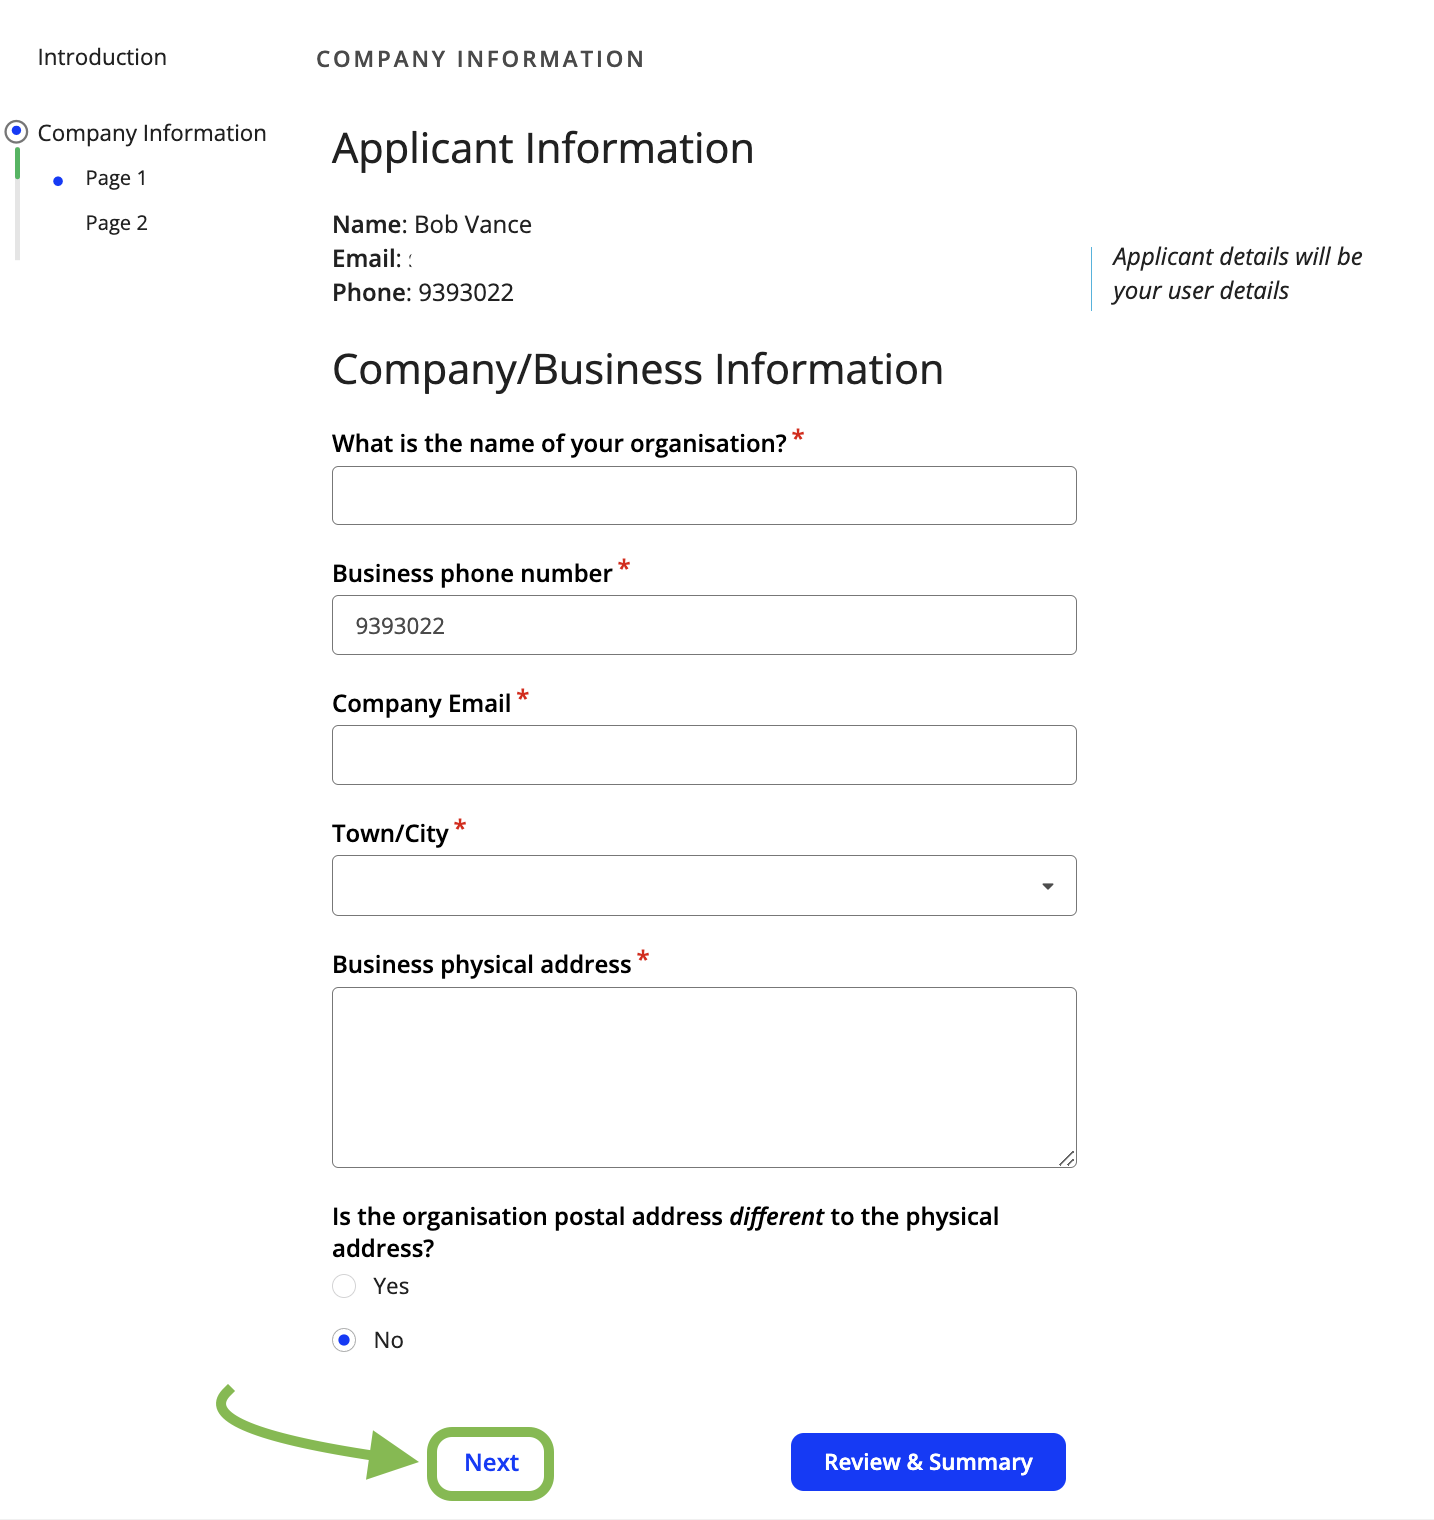 Introduction
Company Information
Page 1
Page 2
COMPANY INFORMATION
Applicant Information
Name: Bob Vance
Email:
Phone: 9393022
Applicant details will be
your user details
Company/Business Information
What is the name of your organisation? *
Business phone number *
9393022
Company Email *
Town/City *
Business physical address *
Is the organisation postal address different to the physical
address?
Yes
No
Next
Review & Summary